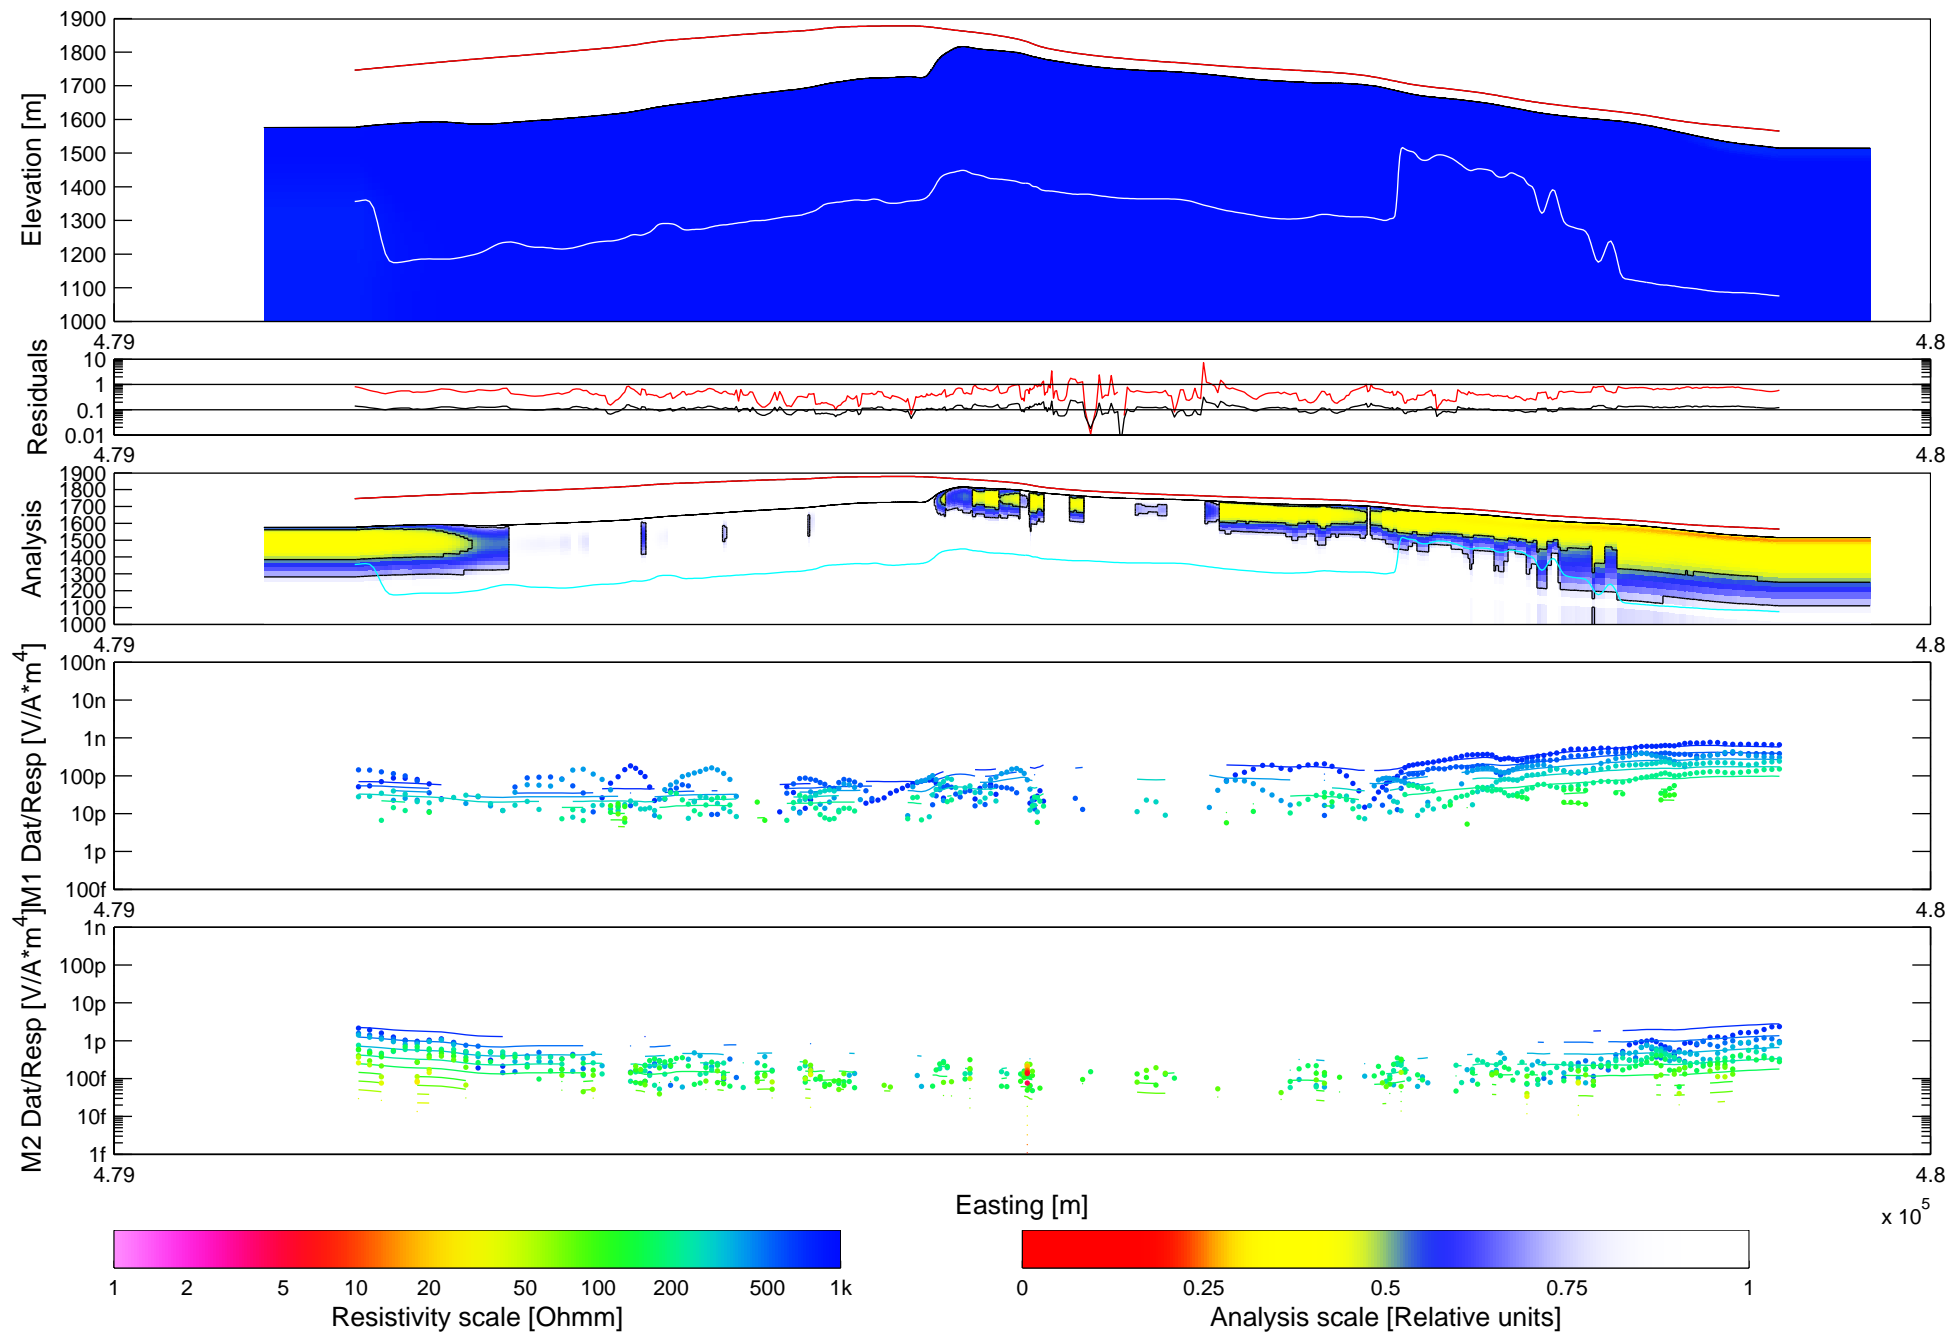 1900
1800
1700
1600
1500
1400
1300
1200
1100
1000
Elevation [m]
4.79
4.8
10
1
0.1
0.01
Residuals
4.79
4.8
1900
1800
1700
1600
1500
1400
1300
1200
1100
1000
Analysis
4.79
4.8
100n
10n
1n
100p
10p
1p
100f
M1 Dat/Resp [V/A*m^4]
4.79
4.8
1n
100p
10p
1p
100f
10f
1f
M2 Dat/Resp [V/A*m^4]
4.79
4.8
Easting [m]
x 10^5
1 2 5 10 20 50 100 200 500 1k
Resistivity scale [Ohmm]
0 0.25 0.5 0.75 1
Analysis scale [Relative units]